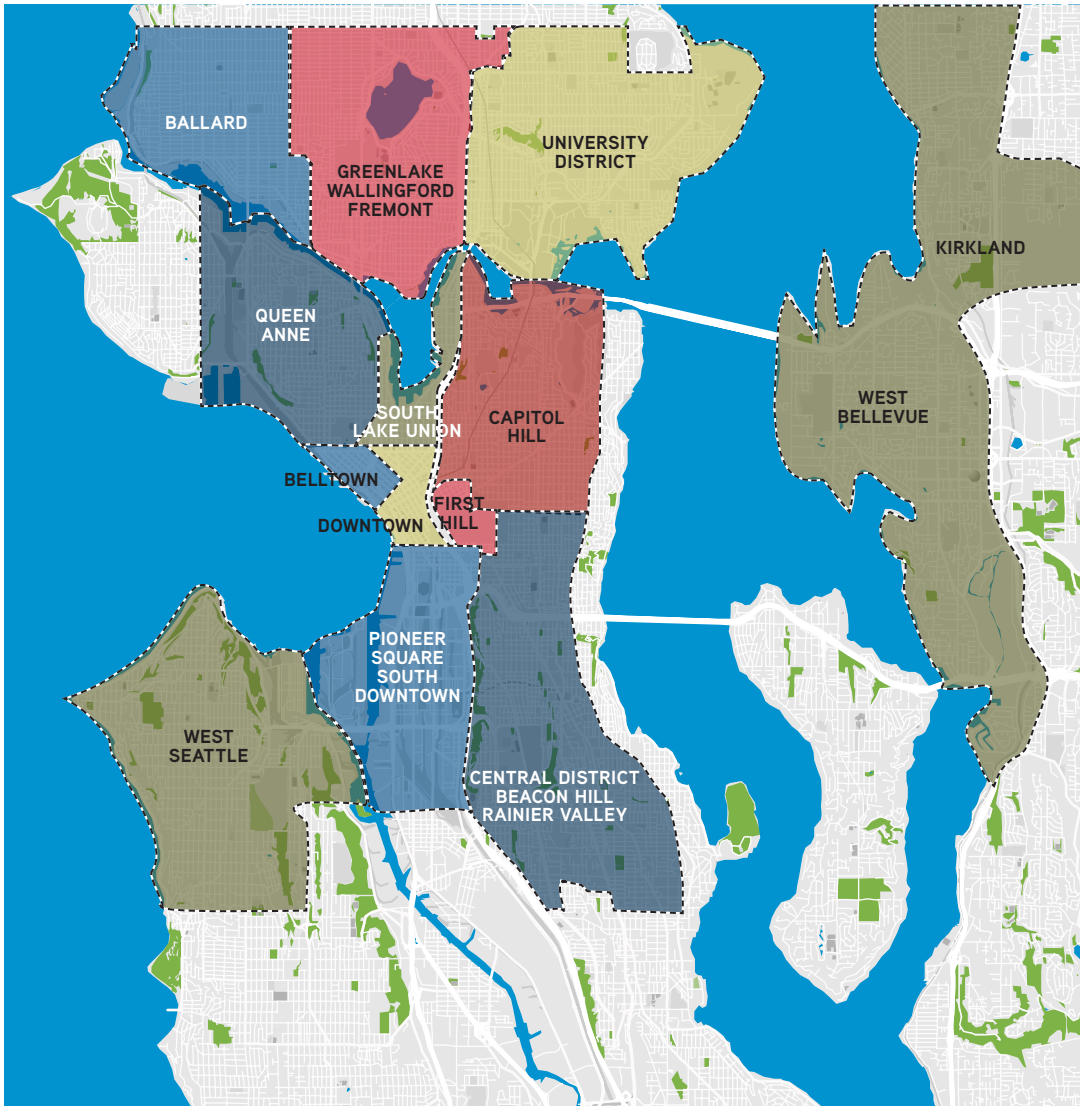 BALLARD
GREENLAKE
WALLINGFORD
FREMONT
UNIVERSITY
DISTRICT
KIRKLAND
QUEEN
ANNE
SOUTH
LAKE UNION
CAPITOL
HILL
WEST
BELLEVUE
BELLTOWN
DOWNTOWN
FIRST
HILL
PIONEER
SQUARE
SOUTH
DOWNTOWN
WEST
SEATTLE
CENTRAL DISTRICT
BEACON HILL
RAINIER VALLEY